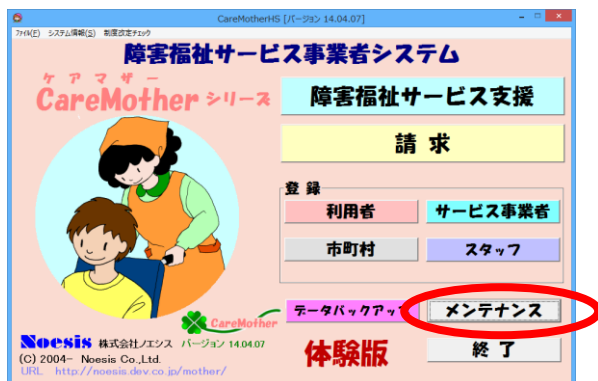 CareMotherHS [バージョン 14.04.07]
ファイル(F) システム情報(S) 制度改定チェック
障害福祉サービス事業者システム
ケアマザー
CareMother シリーズ
障害福祉サービス支援
請求
登録
利用者
サービス事業者
市町村
スタッフ
データバックアップ
メンテナンス
CareMother
Noesis 株式会社ノエシス バージョン 14.04.07
(C) 2004- Noesis Co.,Ltd.
URL http://noesis.dev.co.jp/mother/
体験版
終了